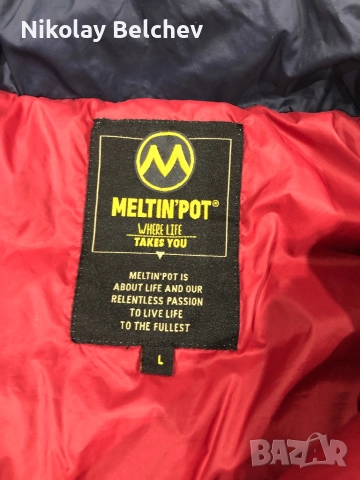 Nikolay Belchev
M
MELTIN'POT®
WHERE LIFE
TAKES YOU
MELTIN'POT IS
ABOUT LIFE AND OUR
RELENTLESS PASSION
TO LIVE LIFE
TO THE FULLEST
L
BAZAR